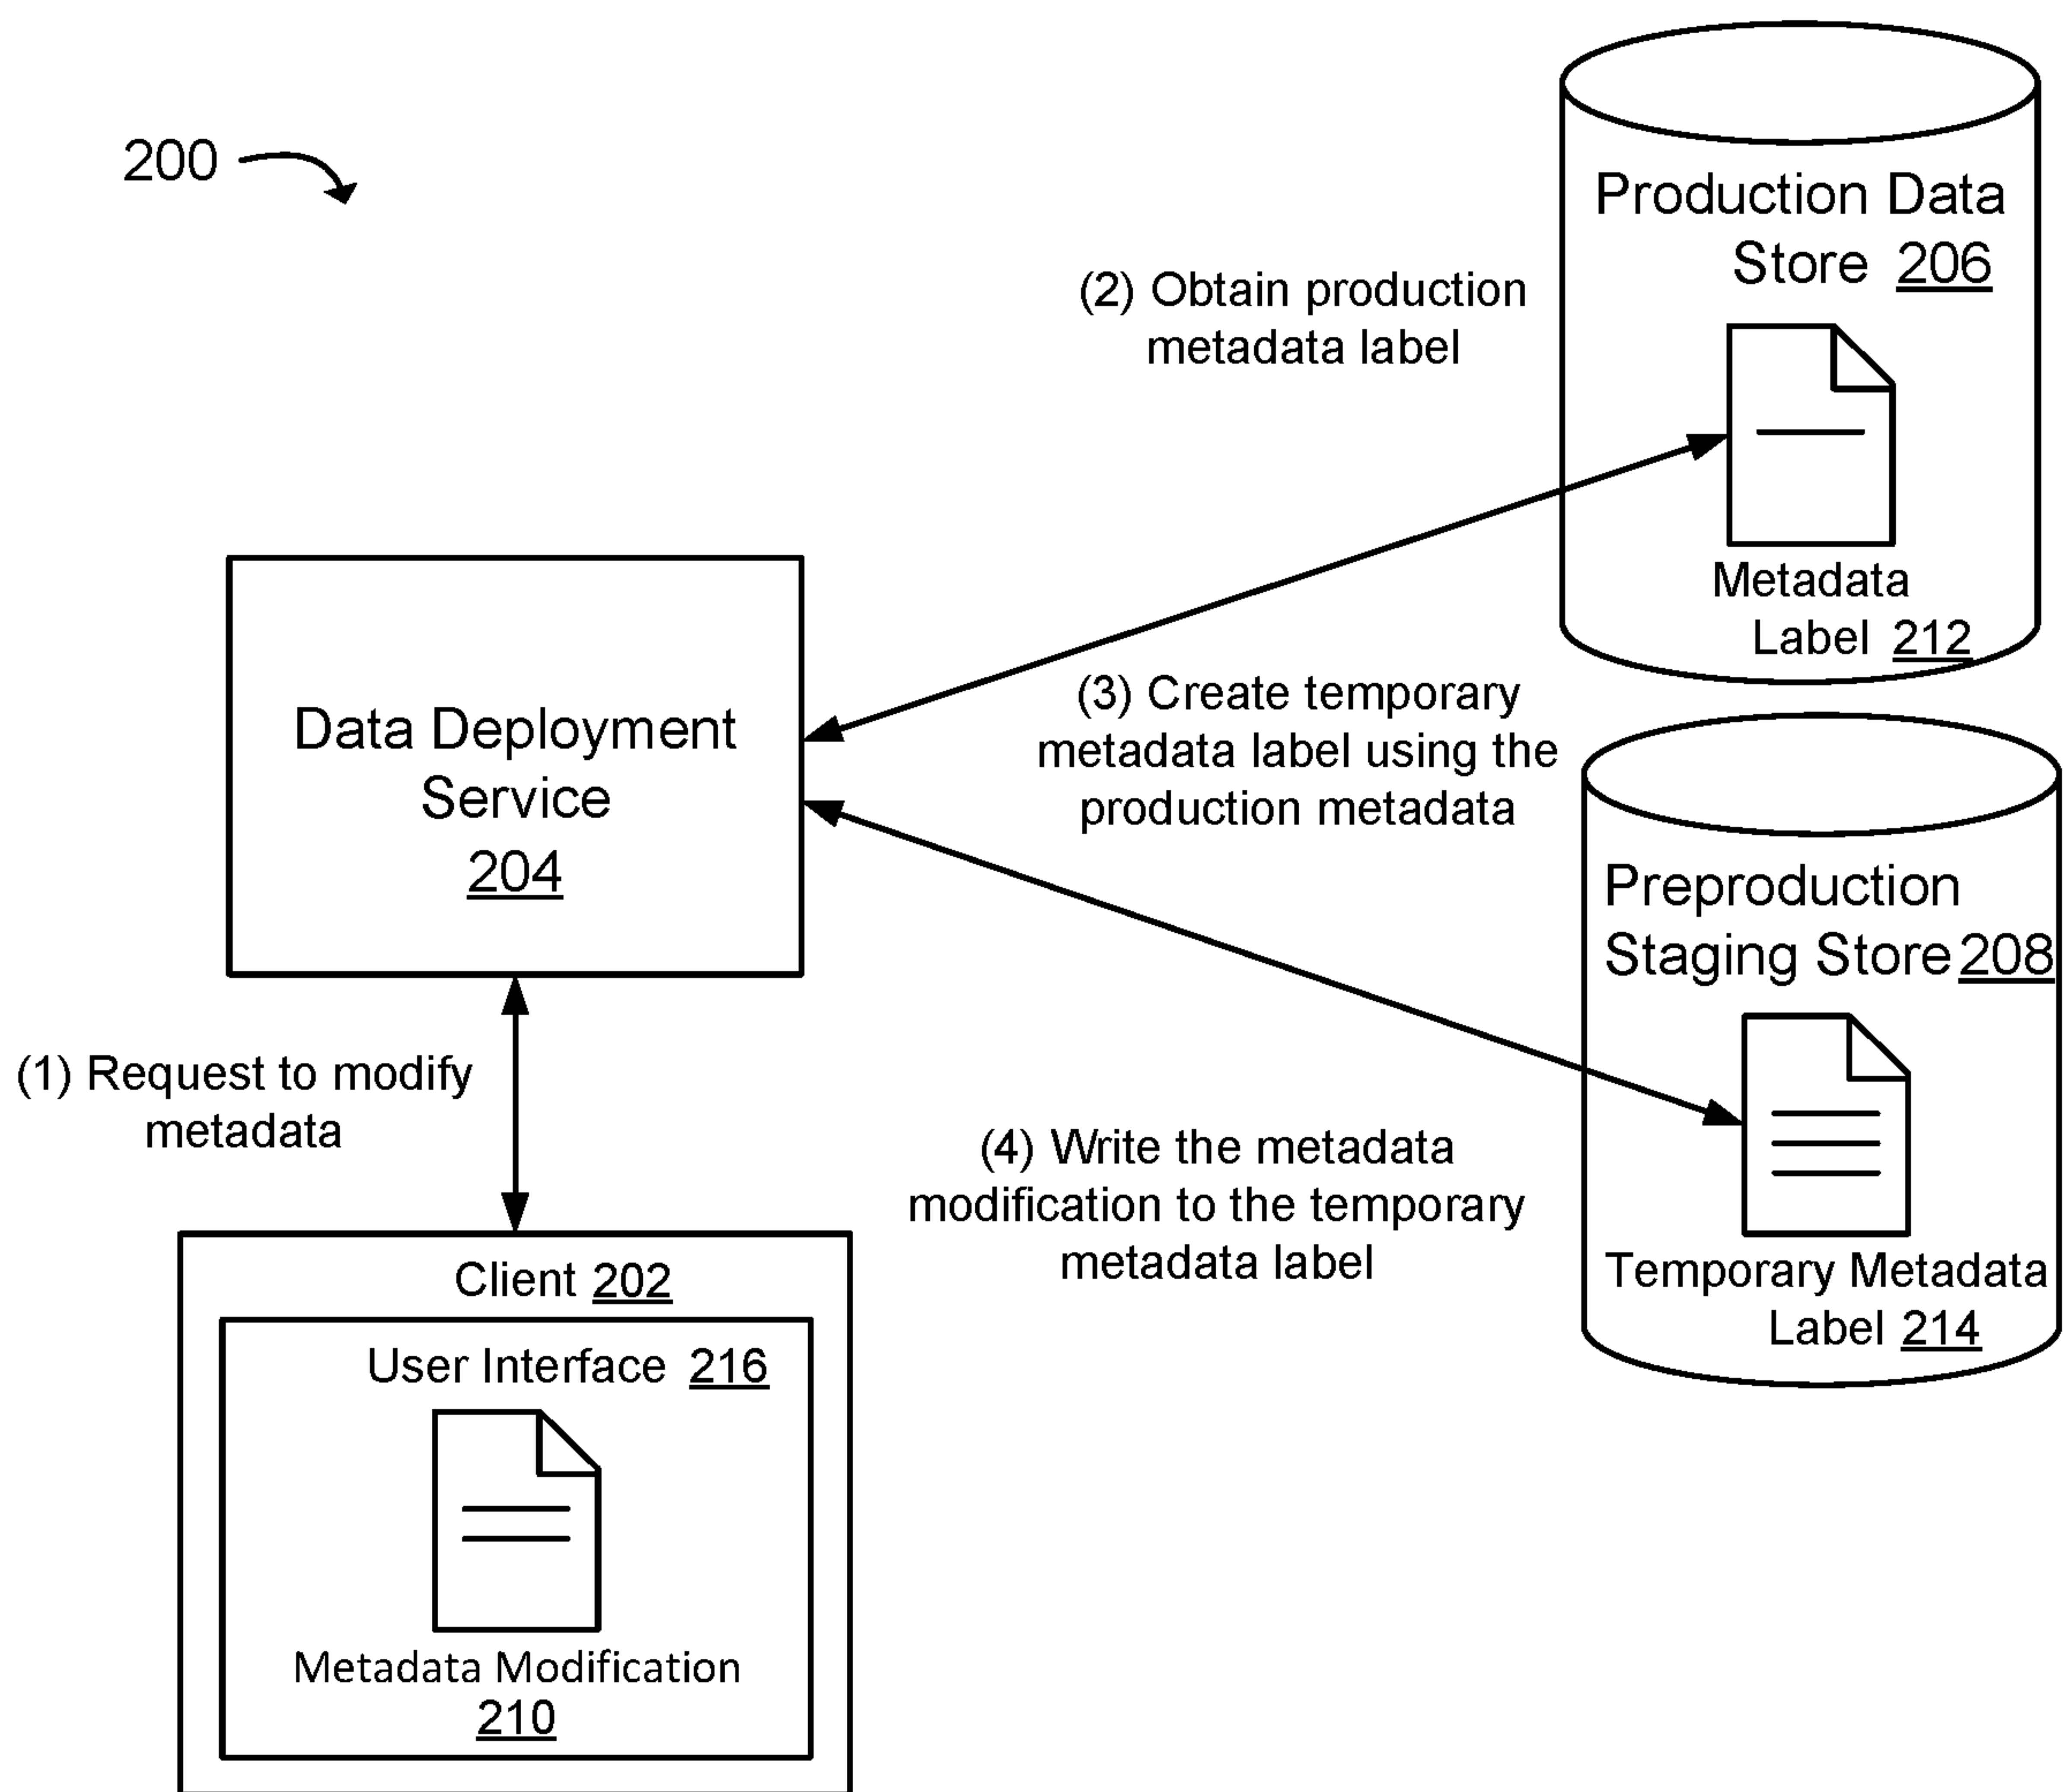 200
Production Data
Store 206
(2) Obtain production
metadata label
Metadata
Label 212
(3) Create temporary
metadata label using the
production metadata
Data Deployment
Service
204
Preproduction
Staging Store 208
(1) Request to modify
metadata
(4) Write the metadata
modification to the temporary
metadata label
Temporary Metadata
Label 214
Client 202
User Interface 216
Metadata Modification
210